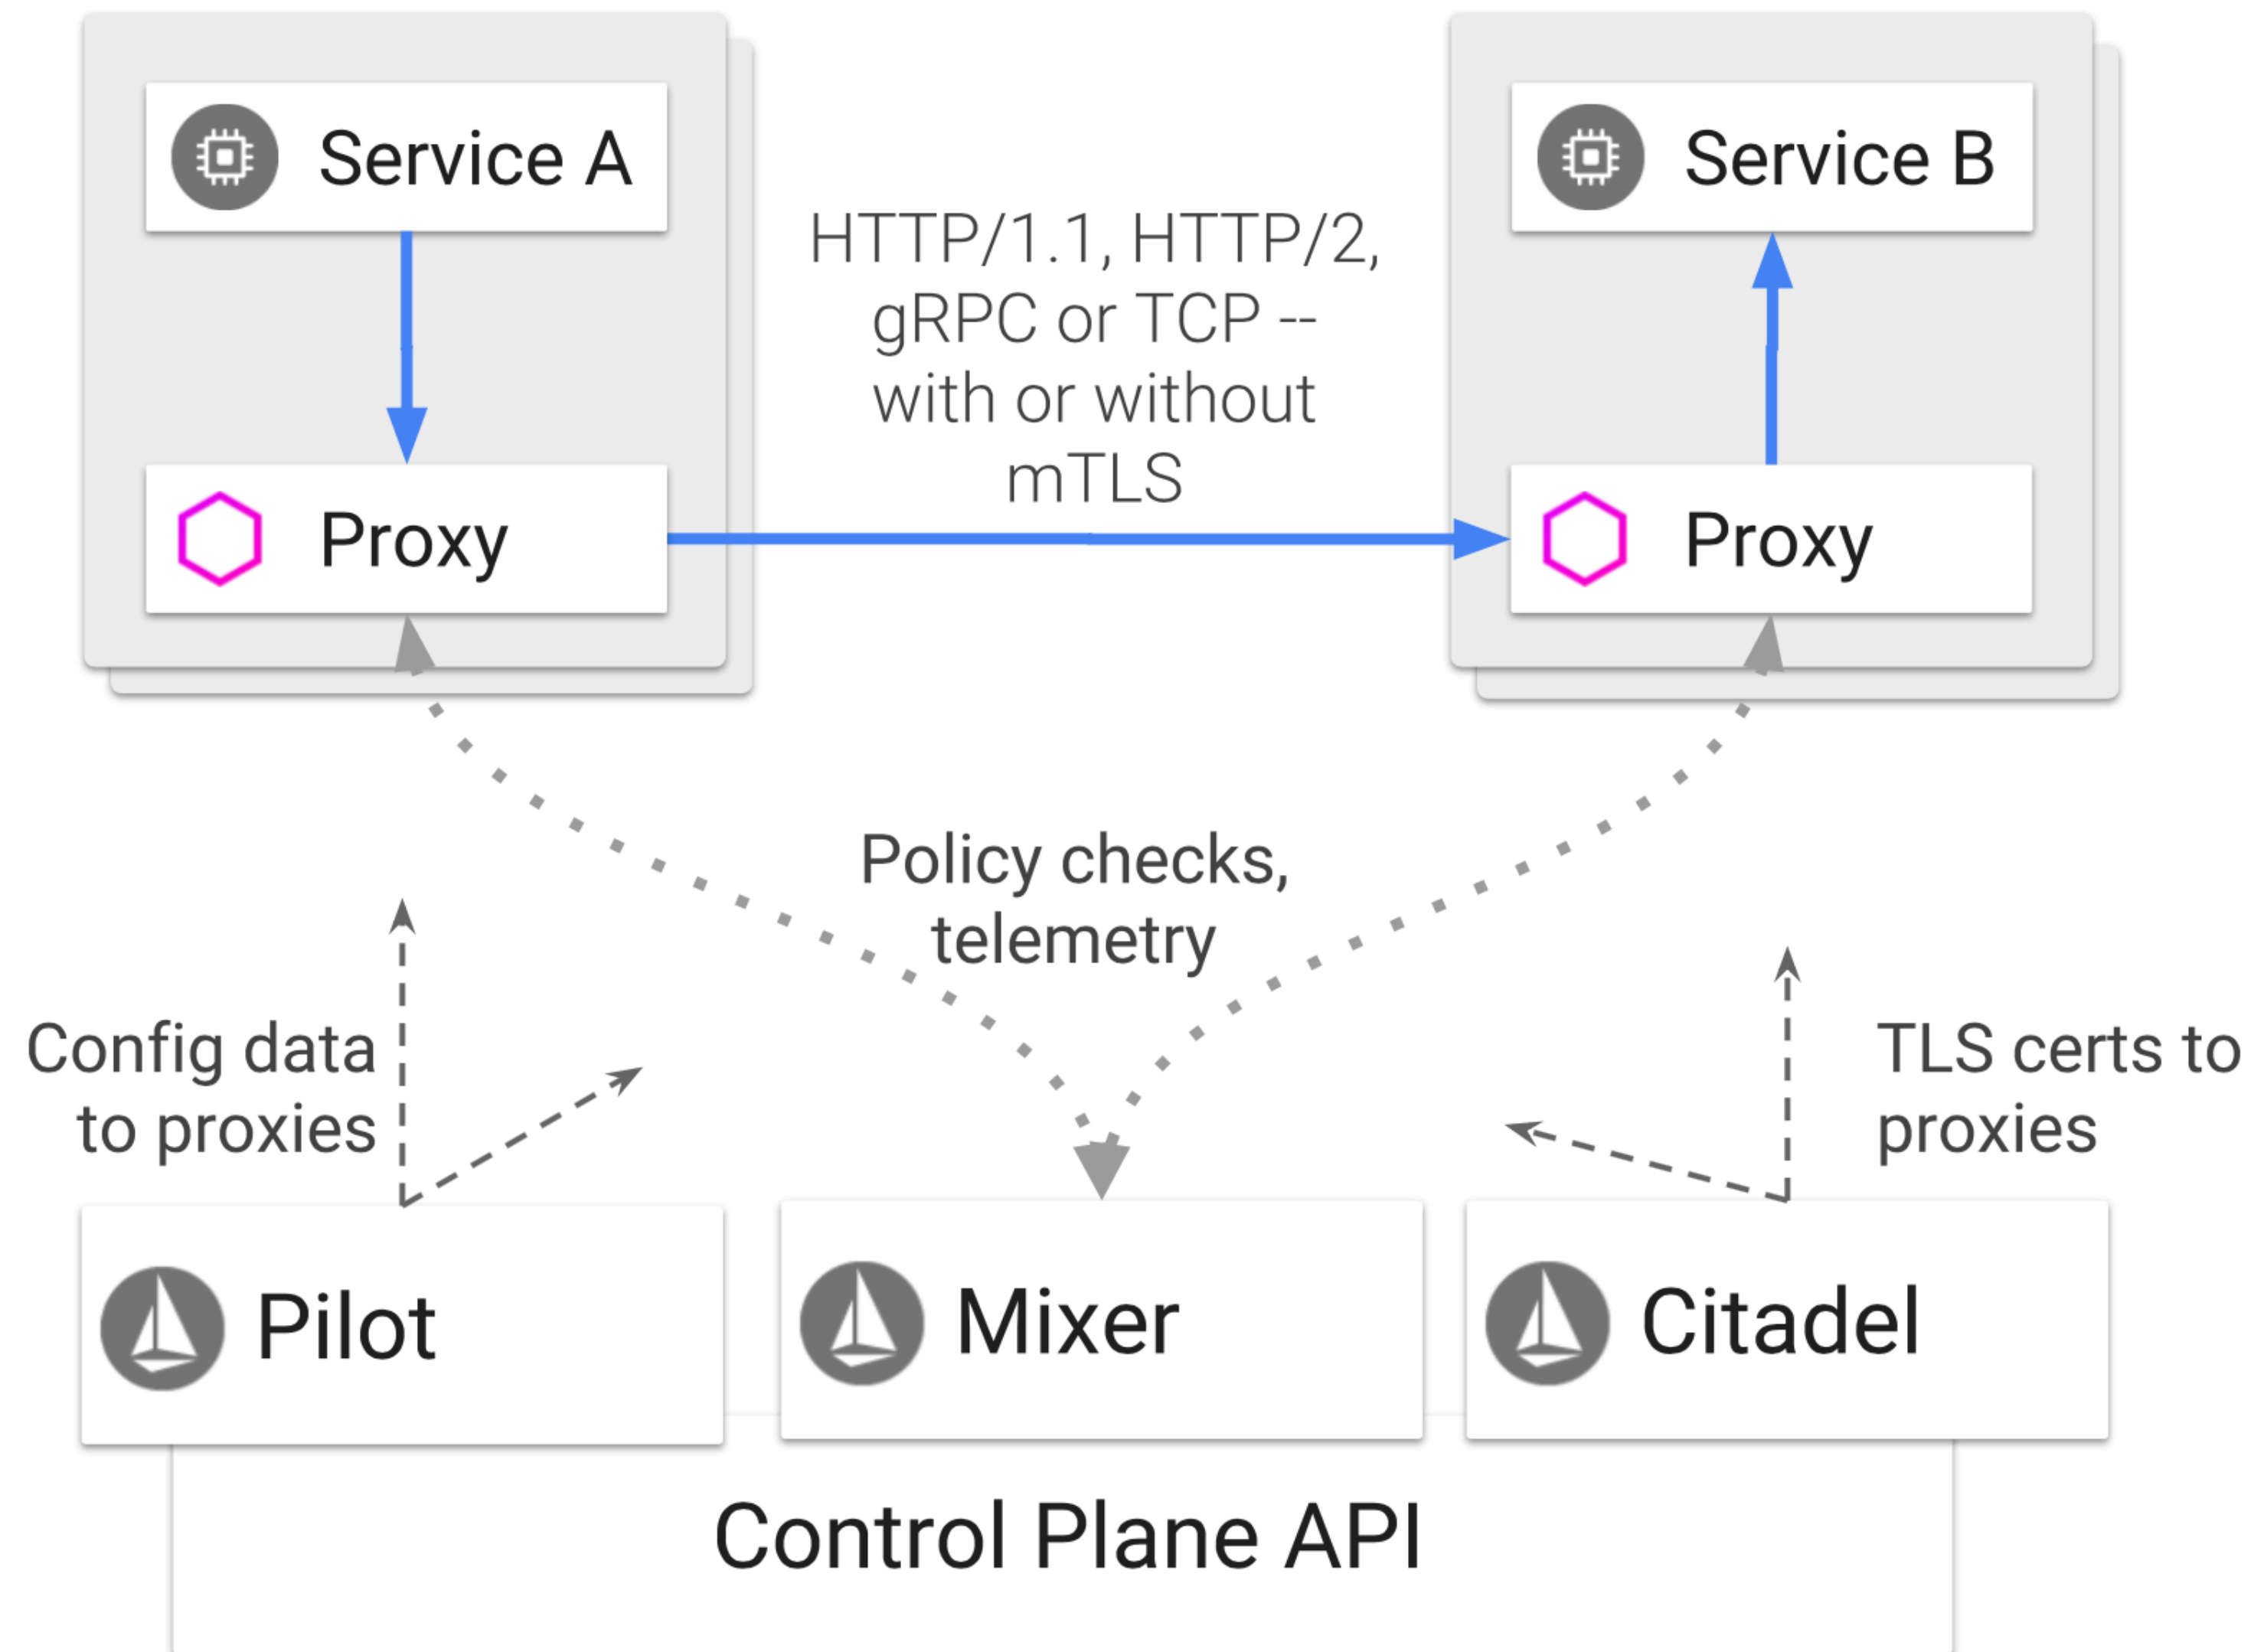 Service A
Service B
HTTP/1.1, HTTP/2,
gRPC or TCP --
with or without
mTLS
Proxy
Proxy
Policy checks,
telemetry
Config data
to proxies
TLS certs to
proxies
Pilot
Mixer
Citadel
Control Plane API